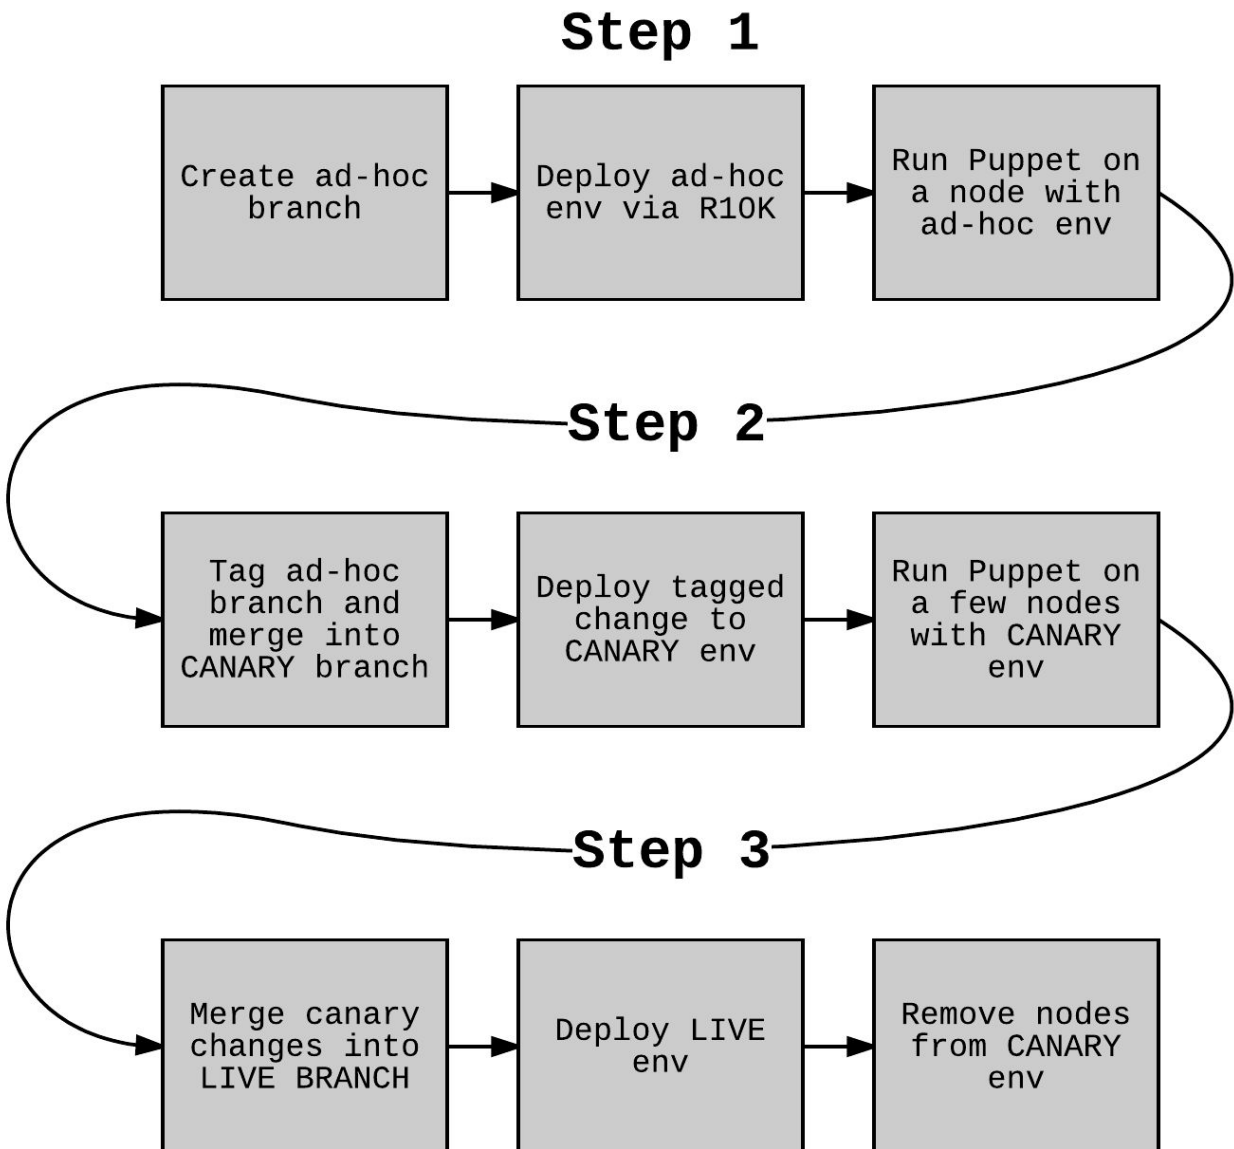 Step 1
Create ad-hoc
branch
Deploy ad-hoc
env via R10K
Run Puppet on
a node with
ad-hoc env
Step 2
Tag ad-hoc
branch and
merge into
CANARY branch
Deploy tagged
change to
CANARY env
Run Puppet on
a few nodes
with CANARY
env
Step 3
Merge canary
changes into
LIVE BRANCH
Deploy LIVE
env
Remove nodes
from CANARY
env